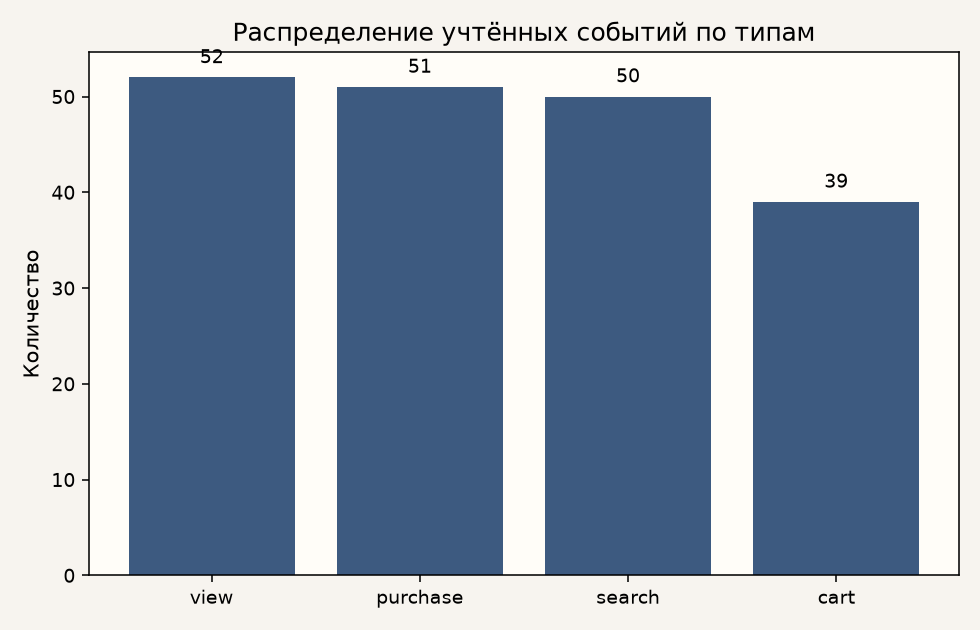 Распределение учтённых событий по типам
52
51
50
39
Количество
50
40
30
20
10
0
view
purchase
search
cart